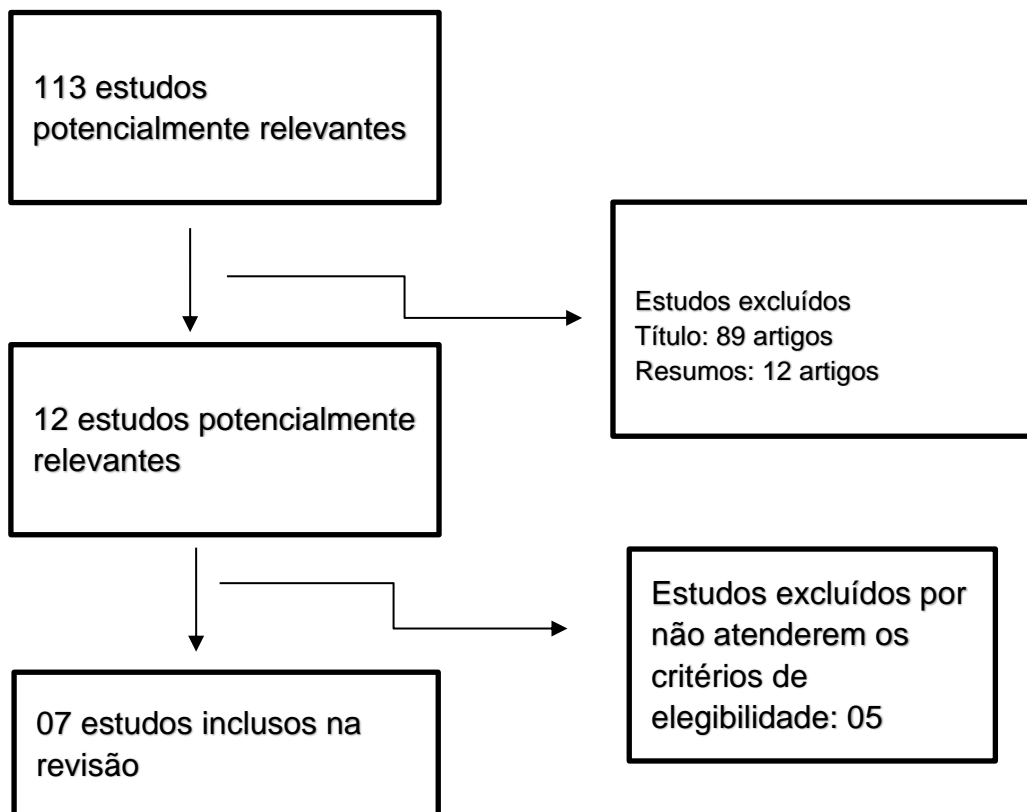 113 estudos
potencialmente relevantes
Estudos excluídos
Título: 89 artigos
Resumos: 12 artigos
12 estudos potencialmente
relevantes
Estudos excluídos por
não atenderem os
critérios de
elegibilidade: 05
07 estudos inclusos na
revisão